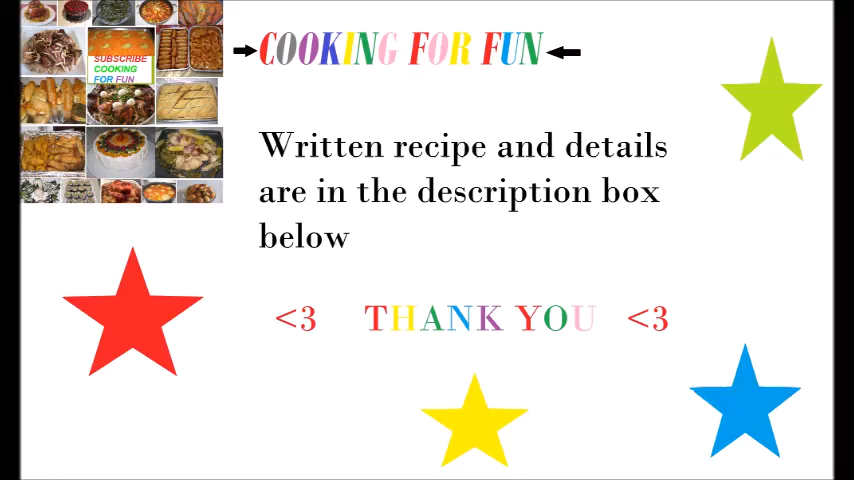 COOKING FOR FUN
SUBSCRIBE
COOKING
FOR FUN
Written recipe and details
are in the description box
below
<3 THANK YOU <3